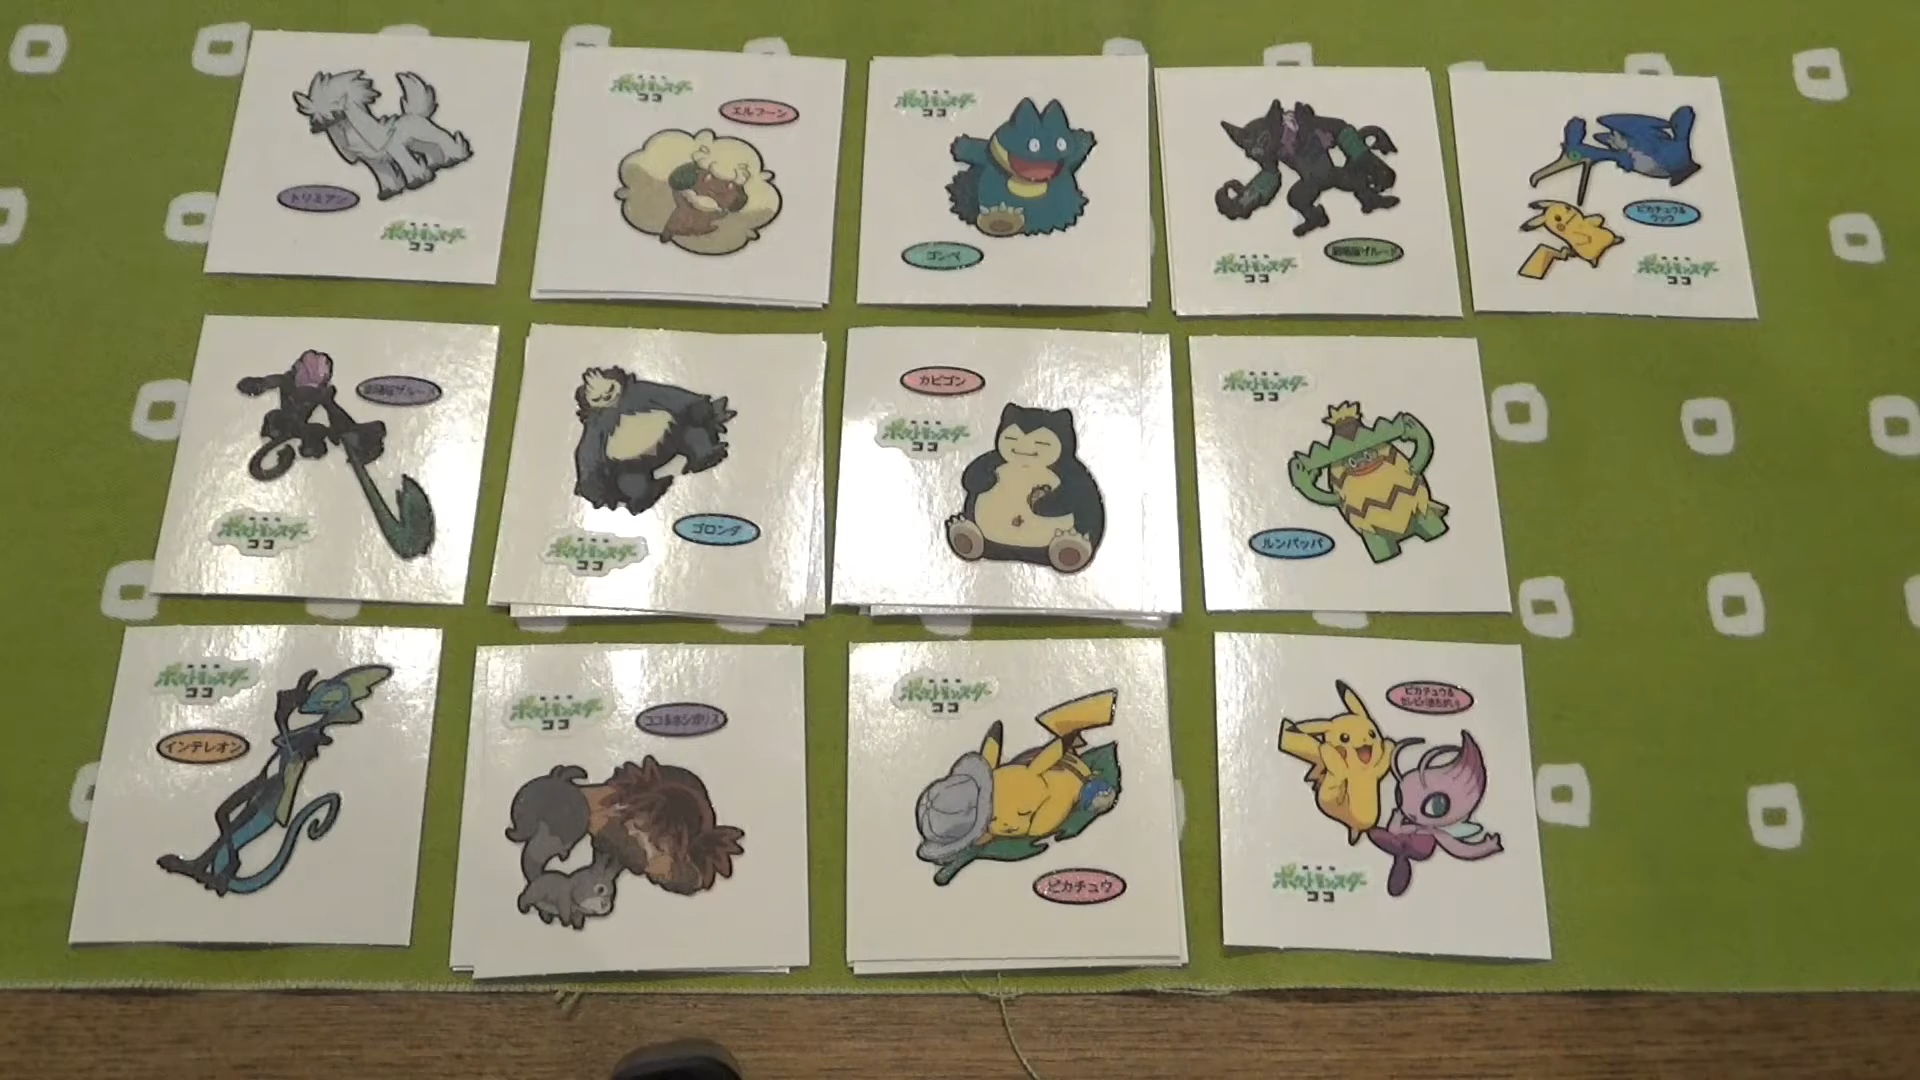 トリミアン
ポケットモンスター
ココ
ポケットモンスター
ココ
エルフーン
ポケットモンスター
ココ
ゴンベ
ポケットモンスター
ココ
ピカチュウ&
ウッウ
ポケットモンスター
ココ
ポケットモンスター
ココ
ゴロンダ
ポケットモンスター
ココ
カビゴン
ポケットモンスター
ココ
ポケットモンスター
ココ
ルンパッパ
ポケットモンスター
ココ
インテレオン
ポケットモンスター
ココ
ココ&ホシガリス
ポケットモンスター
ココ
ピカチュウ
ピカチュウ&
ポケットモンスター
ココ